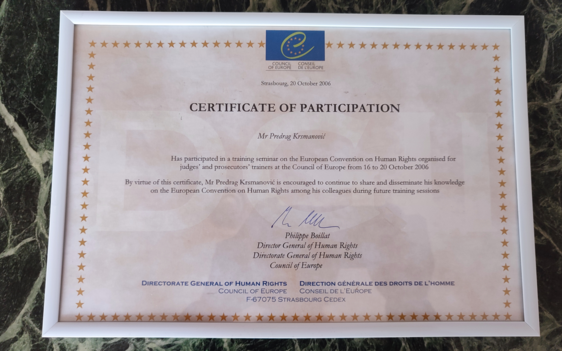 COUNCIL CONSEIL
OF EUROPE DE L'EUROPE
Strasbourg, 20 October 2006
CERTIFICATE OF PARTICIPATION
Mr Predrag Krsmanović
Has participated in a training seminar on the European Convention on Human Rights organised for
judges' and prosecutors' trainers at the Council of Europe from 16 to 20 October 2006
By virtue of this certificate, Mr Predrag Krsmanović is encouraged to continue to share and disseminate his knowledge
on the European Convention on Human Rights among his colleagues during future training sessions
Philippe Boillat
Director General of Human Rights
Directorate General of Human Rights
Council of Europe
DIRECTORATE GENERAL OF HUMAN RIGHTS DIRECTION GÉNÉRALE DES DROITS DE L'HOMME
COUNCIL OF EUROPE CONSEIL DE L'EUROPE
F-67075 STRASBOURG CEDEX